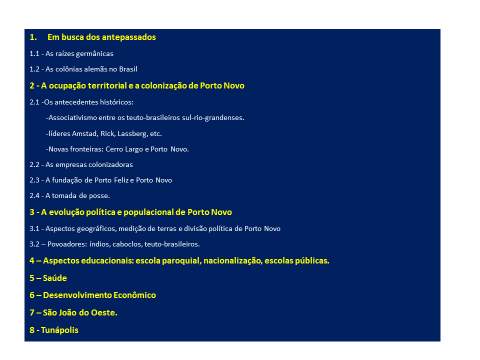 1. Em busca dos antepassados
1.1 - As raízes germânicas
1.2 - As colônias alemãs no Brasil
2 - A ocupação territorial e a colonização de Porto Novo
2.1 -Os antecedentes históricos:
-Associativismo entre os teuto-brasileiros sul-rio-grandenses.
-líderes Amstad, Rick, Lassberg, etc.
-Novas fronteiras: Cerro Largo e Porto Novo.
2.2 - As empresas colonizadoras
2.3 - A fundação de Porto Feliz e Porto Novo
2.4 - A tomada de posse.
3 - A evolução política e populacional de Porto Novo
3.1 - Aspectos geográficos, medição de terras e divisão política de Porto Novo
3.2 – Povoadores: índios, caboclos, teuto-brasileiros.
4 – Aspectos educacionais: escola paroquial, nacionalização, escolas públicas.
5 – Saúde
6 – Desenvolvimento Econômico
7 – São João do Oeste.
8 - Tunápolis